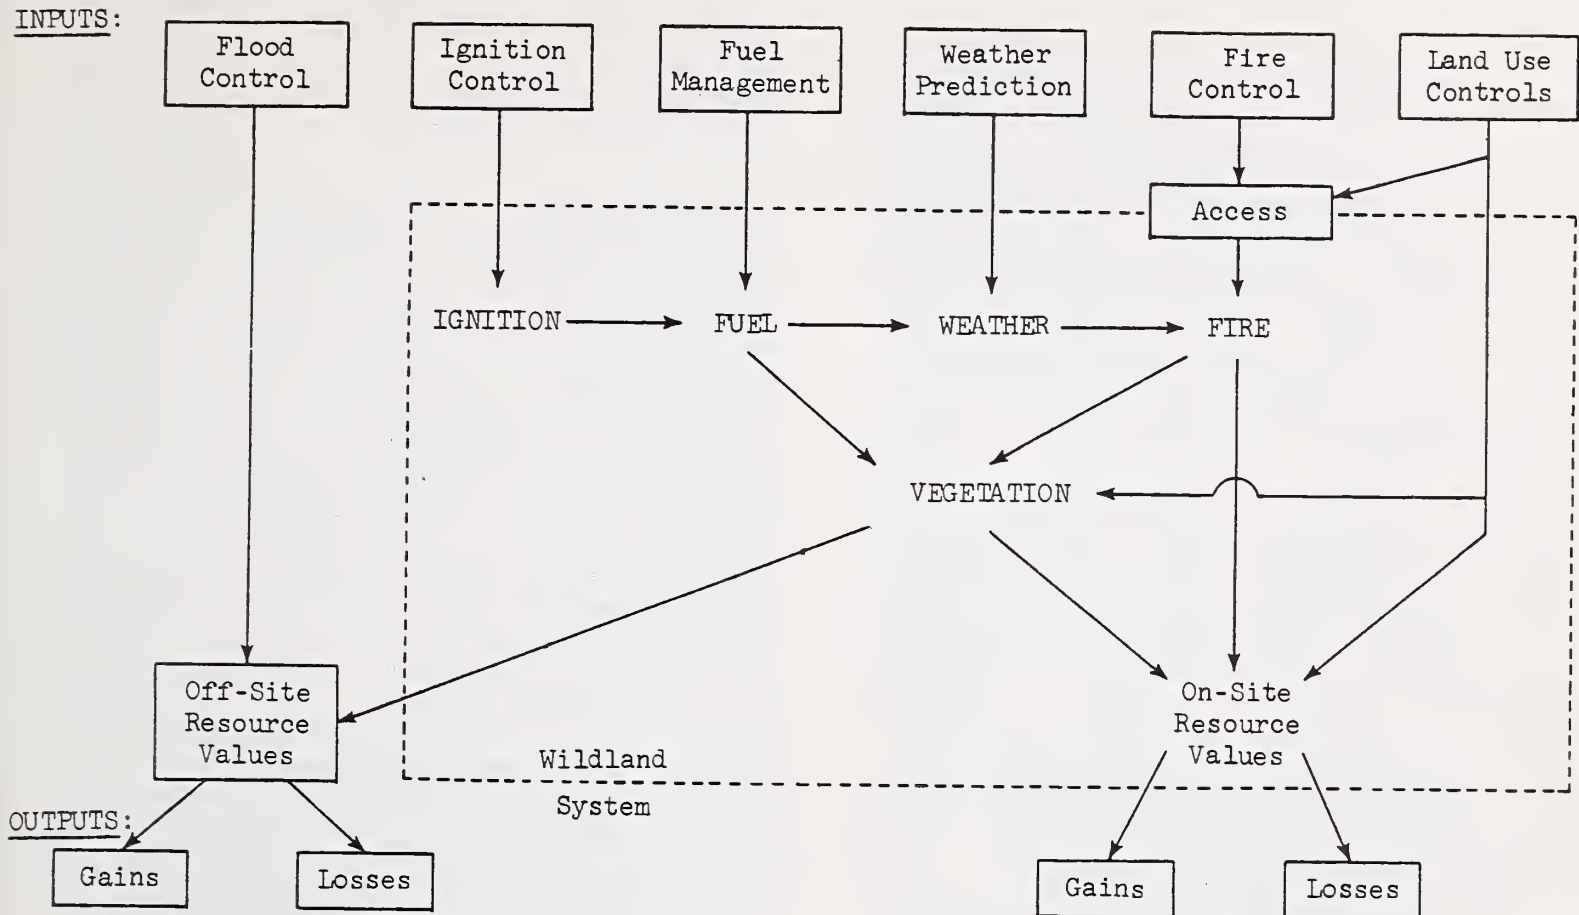 INPUTS:
Flood
Control
Ignition
Control
Fuel
Management
Weather
Prediction
Fire
Control
Land Use
Controls
Access
IGNITION
FUEL
WEATHER
FIRE
VEGETATION
Off-Site
Resource
Values
On-Site
Resource
Values
Wildland
System
OUTPUTS:
Gains
Losses
Gains
Losses